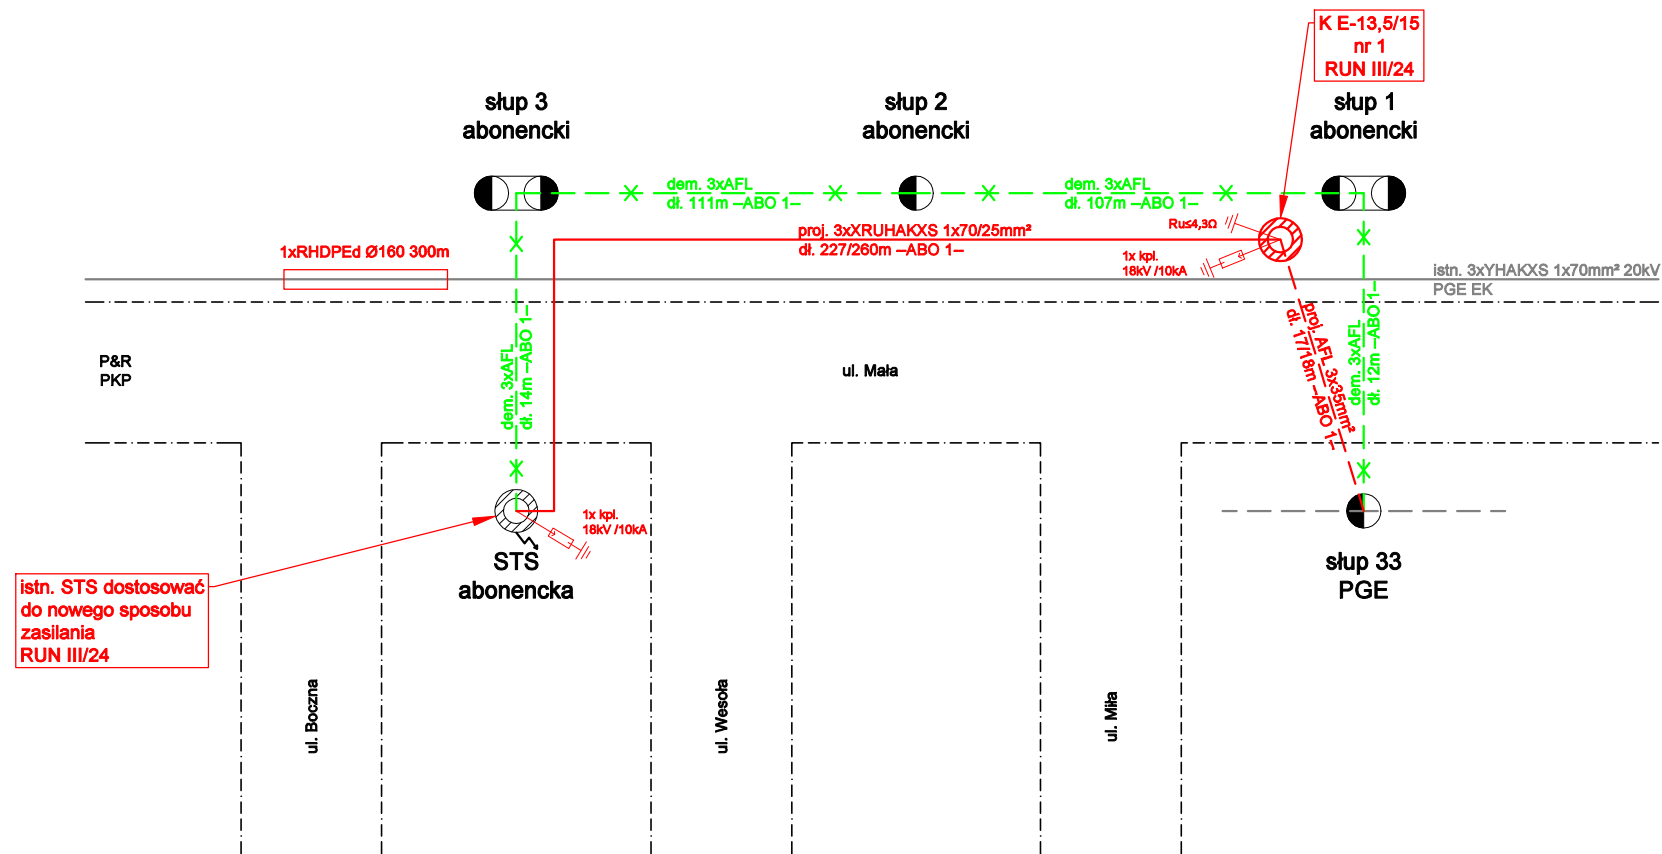 K E-13,5/15
nr 1
RUN III/24
słup 3
abonencki
słup 2
abonencki
słup 1
abonencki
dem. 3xAFL
dł. 111m –ABO 1–
dem. 3xAFL
dł. 107m –ABO 1–
Ru≤4,3Ω
proj. 3xXRUHAKXS 1x70/25mm²
dł. 227/260m –ABO 1–
1xRHDPEd Ø160 300m
1x kpl.
18kV /10kA
istn. 3xYHAKXS 1x70mm² 20kV
PGE EK
dem. 3xAFL
dł. 14m –ABO 1–
proj. AFL 3x35mm²
dł. 17/18m –ABO 1–
dem. 3xAFL
dł. 12m –ABO 1–
P&R
PKP
ul. Mała
1x kpl.
18kV /10kA
STS
abonencka
słup 33
PGE
istn. STS dostosować
do nowego sposobu
zasilania
RUN III/24
ul. Boczna
ul. Wesoła
ul. Miła